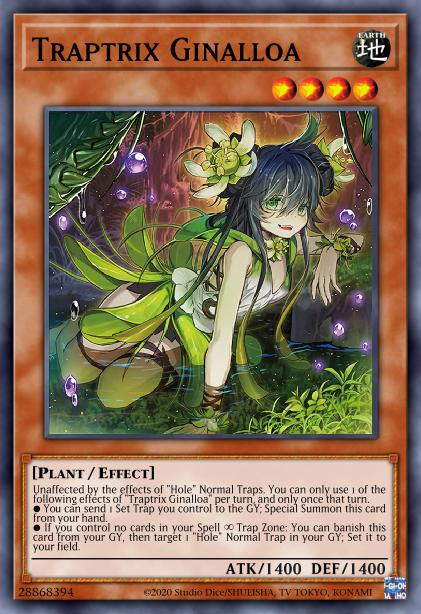 Traptrix Ginalloa
EARTH
地
[Plant / Effect]
Unaffected by the effects of "Hole" Normal Traps. You can only use 1 of the
following effects of "Traptrix Ginalloa" per turn, and only once that turn.
● You can send 1 Set Trap you control to the GY; Special Summon this card
from your hand.
● If you control no cards in your Spell ∞ Trap Zone: You can banish this
card from your GY, then target 1 "Hole" Normal Trap in your GY; Set it to
your field.
ATK/1400 DEF/1400
28868394 ©2020 Studio Dice/SHUEISHA, TV TOKYO, KONAMI